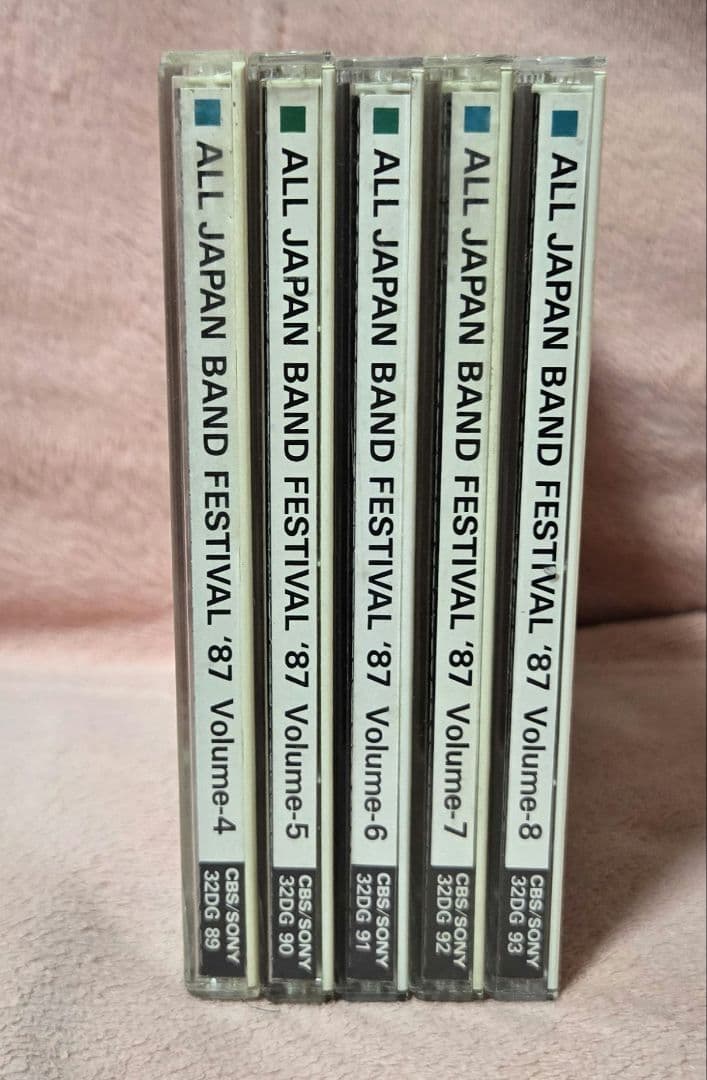 ALL JAPAN BAND FESTIVAL '87 Volume-4
CBS/SONY
32DG 89
ALL JAPAN BAND FESTIVAL '87 Volume-5
CBS/SONY
32DG 90
ALL JAPAN BAND FESTIVAL '87 Volume-6
CBS/SONY
32DG 91
ALL JAPAN BAND FESTIVAL '87 Volume-7
CBS/SONY
32DG 92
ALL JAPAN BAND FESTIVAL '87 Volume-8
CBS/SONY
32DG 93